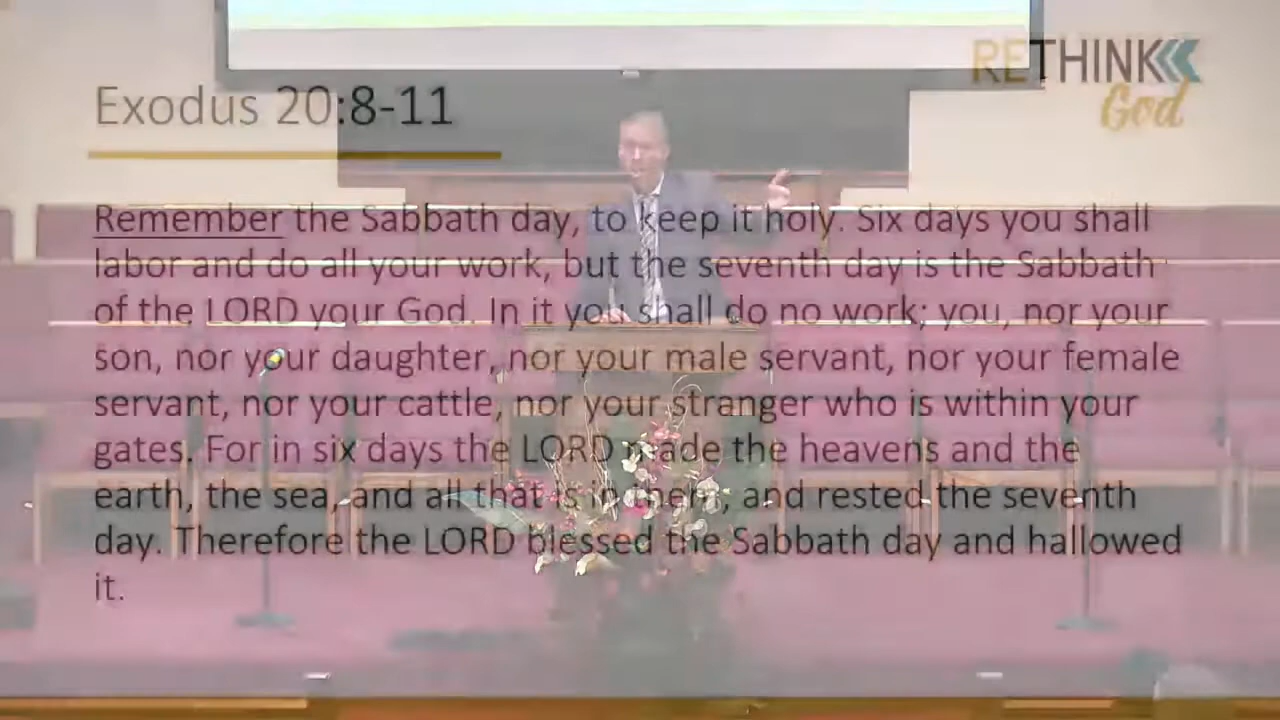 RETHINK
God
Exodus 20:8-11
Remember the Sabbath day, to keep it holy. Six days you shall
labor and do all your work, but the seventh day is the Sabbath
of the LORD your God. In it you shall do no work; you, nor your
son, nor your daughter, nor your male servant, nor your female
servant, nor your cattle, nor your stranger who is within your
gates. For in six days the LORD made the heavens and the
earth, the sea, and all that is in them, and rested the seventh
day. Therefore the LORD blessed the Sabbath day and hallowed
it.